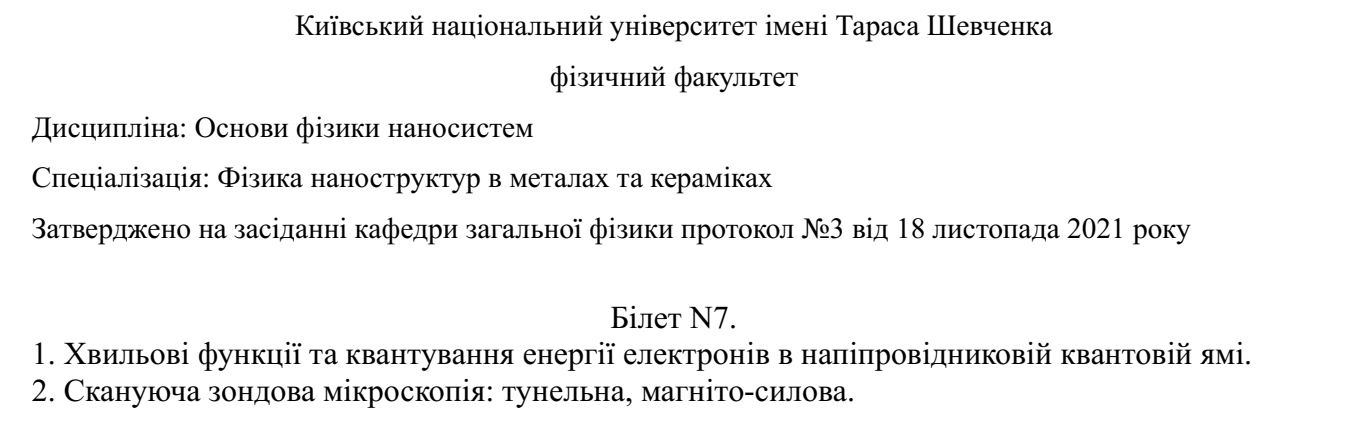 Київський національний університет імені Тараса Шевченка
фізичний факультет
Дисципліна: Основи фізики наносистем
Спеціалізація: Фізика наноструктур в металах та кераміках
Затверджено на засіданні кафедри загальної фізики протокол №3 від 18 листопада 2021 року
Білет N7.
1. Хвильові функції та квантування енергії електронів в напіпровідниковій квантовій ямі.
2. Скануюча зондова мікроскопія: тунельна, магніто-силова.